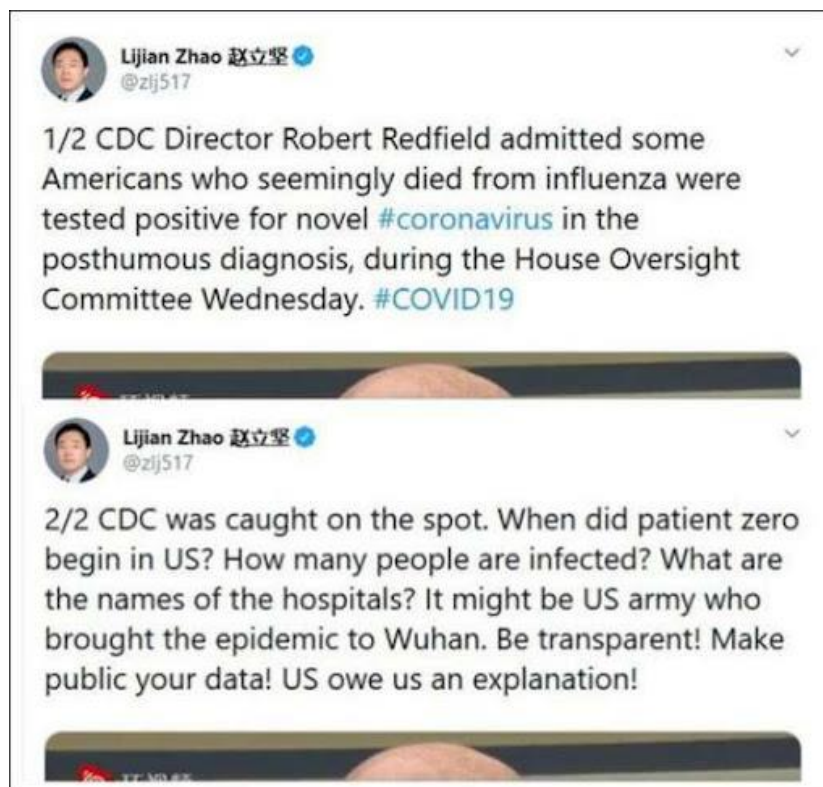 Lijian Zhao 赵立坚
@zlj517
1/2 CDC Director Robert Redfield admitted some
Americans who seemingly died from influenza were
tested positive for novel #coronavirus in the
posthumous diagnosis, during the House Oversight
Committee Wednesday. #COVID19
Lijian Zhao 赵立坚
@zlj517
2/2 CDC was caught on the spot. When did patient zero
begin in US? How many people are infected? What are
the names of the hospitals? It might be US army who
brought the epidemic to Wuhan. Be transparent! Make
public your data! US owe us an explanation!